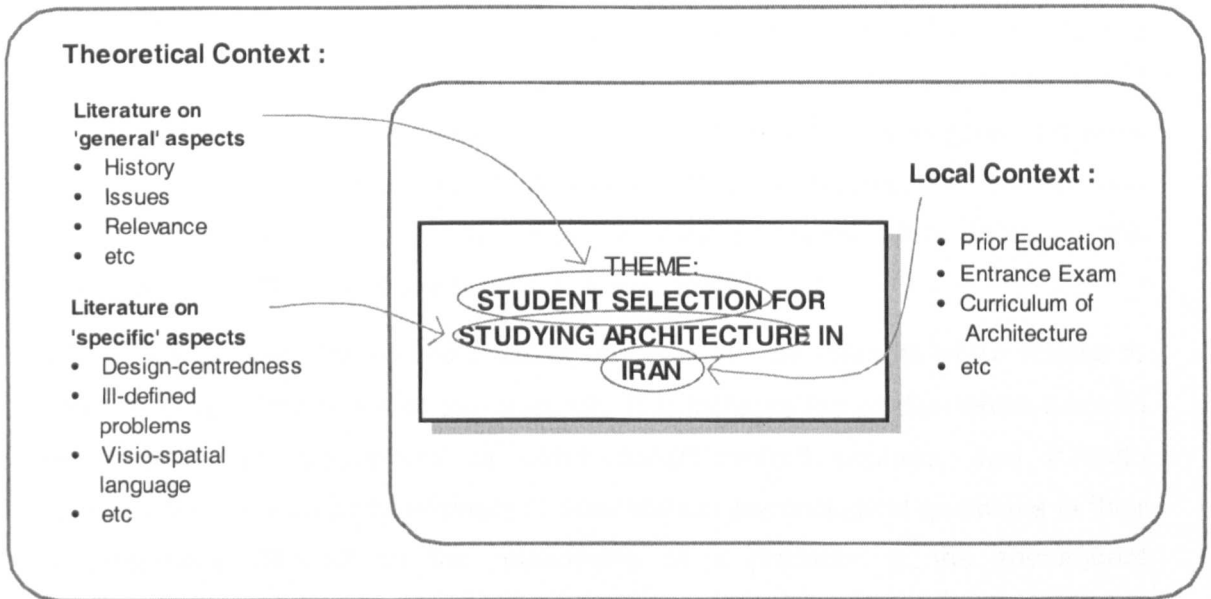 Theoretical Context :
Literature on
'general' aspects
• History
• Issues
• Relevance
• etc
Literature on
'specific' aspects
• Design-centredness
• Ill-defined
problems
• Visio-spatial
language
• etc
THEME:
STUDENT SELECTION FOR
STUDYING ARCHITECTURE IN
IRAN
Local Context :
• Prior Education
• Entrance Exam
• Curriculum of
Architecture
• etc